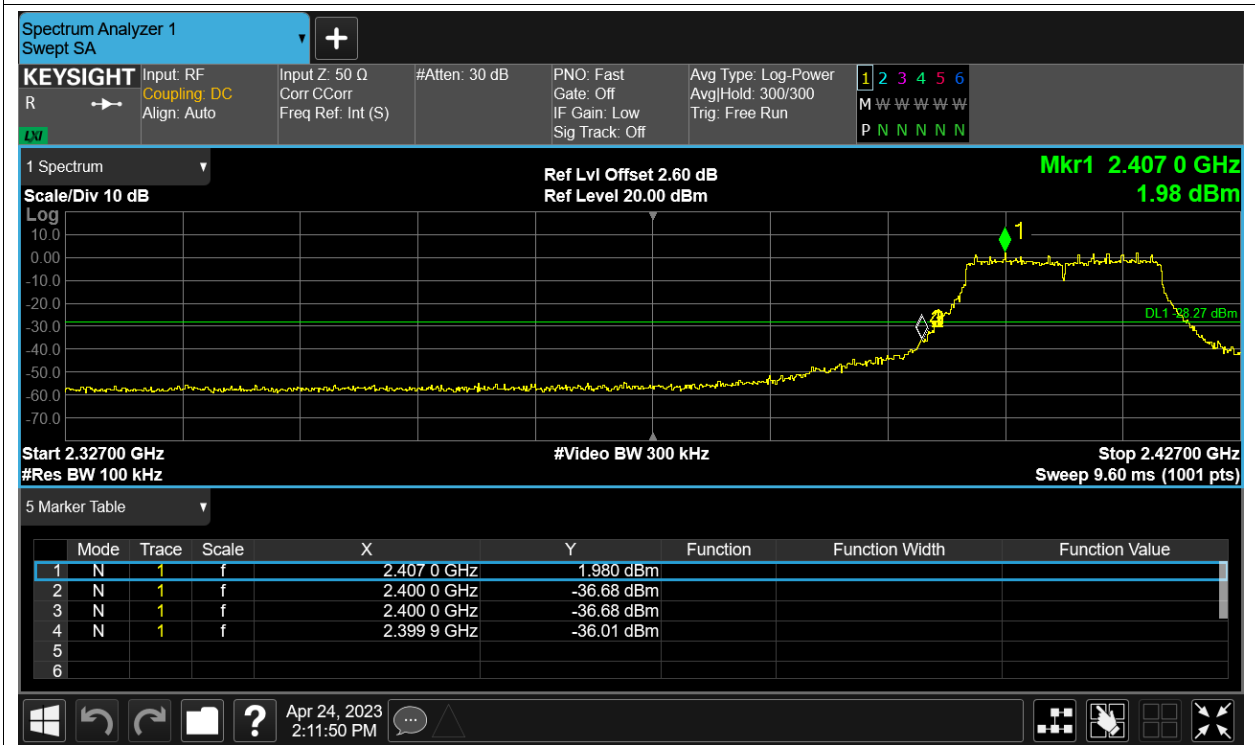 Spectrum Analyzer 1
Swept SA
+
KEYSIGHT Input: RF Input Z: 50 Ω #Atten: 30 dB PNO: Fast Avg Type: Log-Power 1 2 3 4 5 6
R Coupling: DC Corr CCorr Gate: Off Avg|Hold: 300/300 M W W W W W
Align: Auto Freq Ref: Int (S) IF Gain: Low Trig: Free Run
LXI Sig Track: Off P N N N N N
1 Spectrum Ref Lvl Offset 2.60 dB Mkr1 2.407 0 GHz
Scale/Div 10 dB Ref Level 20.00 dBm 1.98 dBm
Log
10.0
1
0.00
-10.0
-20.0
DL1 -28.27 dBm
-30.0
-40.0
-50.0
-60.0
-70.0
Start 2.32700 GHz #Video BW 300 kHz Stop 2.42700 GHz
#Res BW 100 kHz Sweep 9.60 ms (1001 pts)
5 Marker Table
Mode Trace Scale X Y Function Function Width Function Value
1 N 1 f 2.407 0 GHz 1.980 dBm
2 N 1 f 2.400 0 GHz -36.68 dBm
3 N 1 f 2.400 0 GHz -36.68 dBm
4 N 1 f 2.399 9 GHz -36.01 dBm
5
6
? Apr 24, 2023
2:11:50 PM